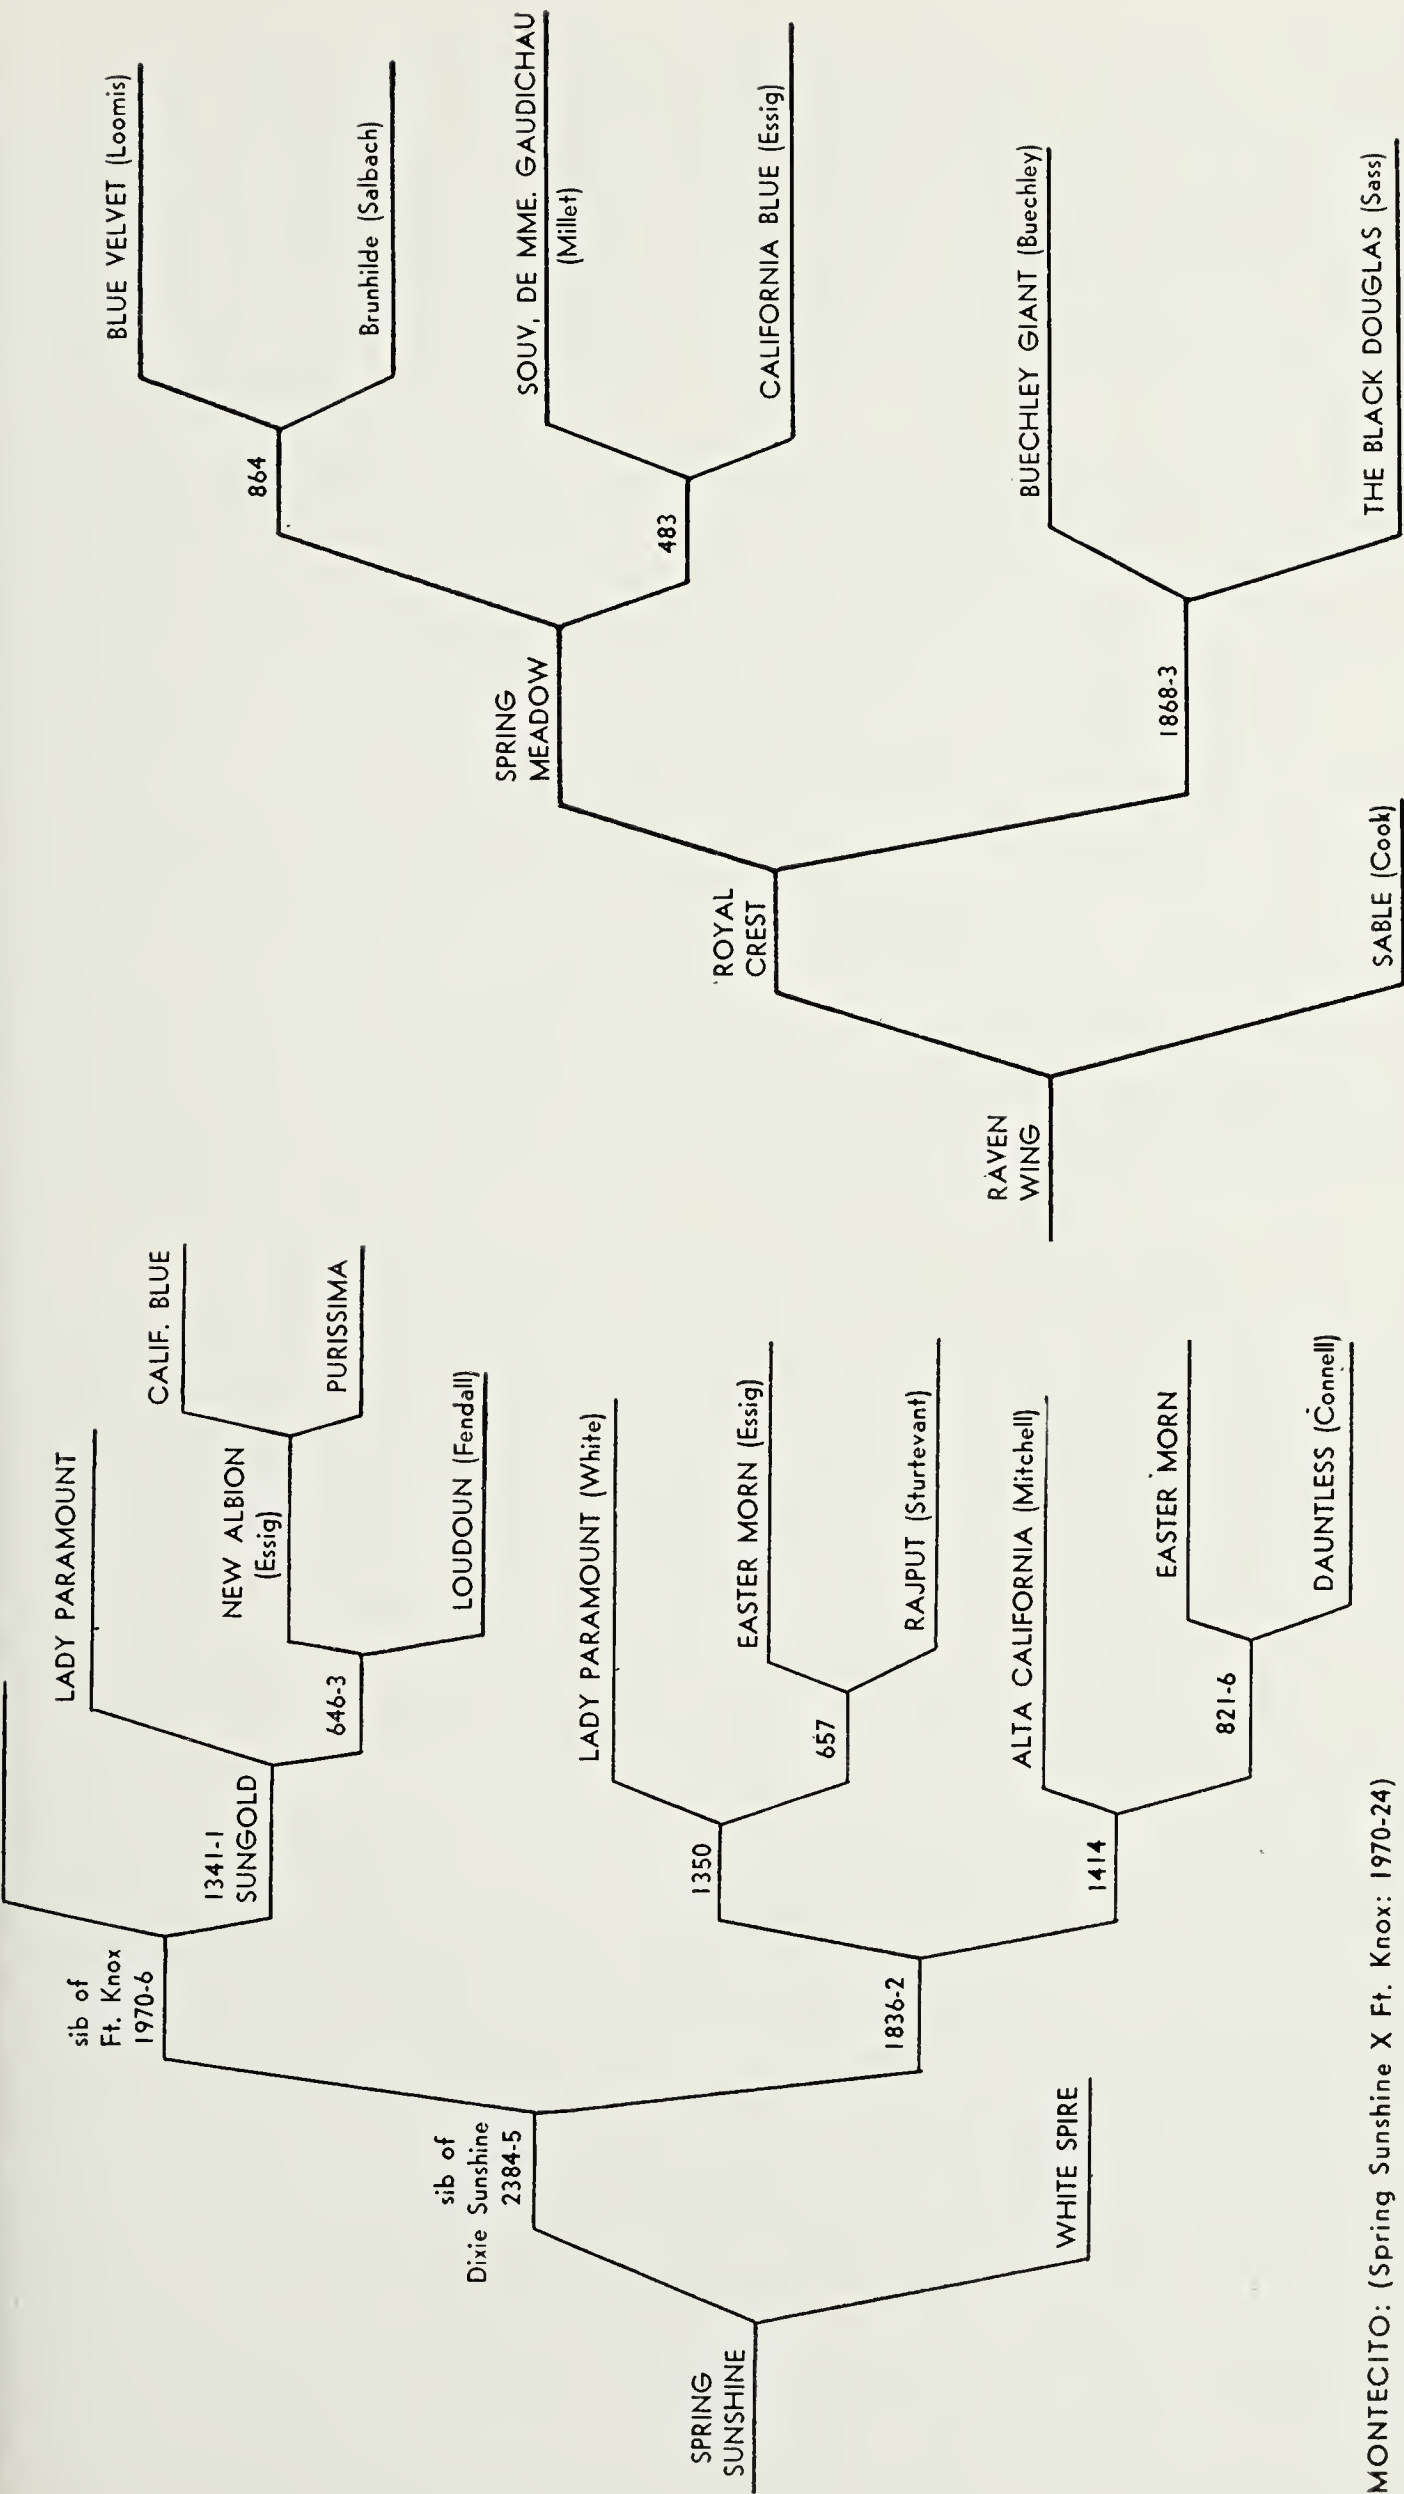 LADY PARAMOUNT
CALIF. BLUE
NEW ALBION
(Essig)
PURISSIMA
LOUDOUN (Fendall)
646-3
1341-1
SUNGOLD
sib of
Ft. Knox
1970-6
LADY PARAMOUNT (White)
EASTER MORN (Essig)
RAJPUT (Sturtevant)
657
1350
ALTA CALIFORNIA (Mitchell)
EASTER MORN
DAUNTLESS (Connell)
821-6
1414
1836-2
sib of
Dixie Sunshine
2384-5
WHITE SPIRE
SPRING
SUNSHINE
MONTECITO: (Spring Sunshine X Ft. Knox: 1970-24)
BLUE VELVET (Loomis)
Brunhilde (Salbach)
864
SOUV, DE MME. GAUDICHAU
(Millet)
CALIFORNIA BLUE (Essig)
483
SPRING
MEADOW
BUECHLEY GIANT (Buechley)
THE BLACK DOUGLAS (Sass)
1868-3
ROYAL
CREST
SABLE (Cook)
RAVEN
WING